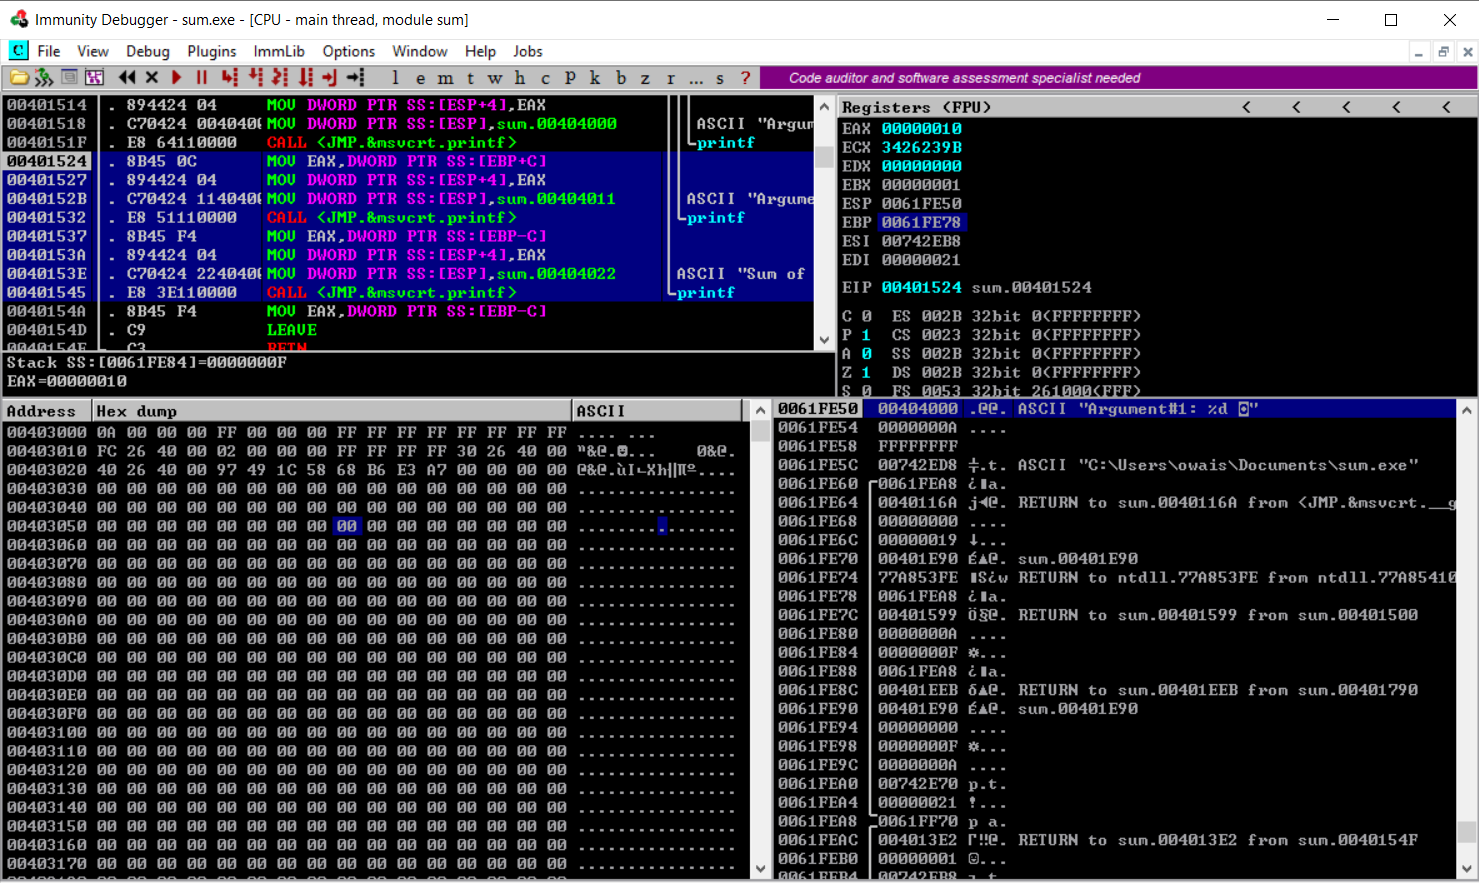 Immunity Debugger - sum.exe - [CPU - main thread, module sum]
C File View Debug Plugins ImmLib Options Window Help Jobs
l e m t w h c P k b z r ... s ? Code auditor and software assessment specialist needed
00401514 . 894424 04 MOV DWORD PTR SS:[ESP+4],EAX
00401518 . C70424 0040400 MOV DWORD PTR SS:[ESP],sum.00404000 ASCII "Argum
0040151F . E8 64110000 CALL <JMP.&msvcrt.printf> printf
00401524 . 8B45 0C MOV EAX,DWORD PTR SS:[EBP+C]
00401527 . 894424 04 MOV DWORD PTR SS:[ESP+4],EAX
0040152B . C70424 1140400 MOV DWORD PTR SS:[ESP],sum.00404011 ASCII "Argume
00401532 . E8 51110000 CALL <JMP.&msvcrt.printf> printf
00401537 . 8B45 F4 MOV EAX,DWORD PTR SS:[EBP-C]
0040153A . 894424 04 MOV DWORD PTR SS:[ESP+4],EAX
0040153E . C70424 2240400 MOV DWORD PTR SS:[ESP],sum.00404022 ASCII "Sum of
00401545 . E8 3E110000 CALL <JMP.&msvcrt.printf> printf
0040154A . 8B45 F4 MOV EAX,DWORD PTR SS:[EBP-C]
0040154D . C9 LEAVE
0040154E . C3 RETN
Stack SS:[0061FE84]=0000000F
EAX=00000010
Registers (FPU) < < < < <
EAX 00000010
ECX 3426239B
EDX 00000000
EBX 00000001
ESP 0061FE50
EBP 0061FE78
ESI 00742EB8
EDI 00000021
EIP 00401524 sum.00401524
C 0 ES 002B 32bit 0(FFFFFFFF)
P 1 CS 0023 32bit 0(FFFFFFFF)
A 0 SS 002B 32bit 0(FFFFFFFF)
Z 1 DS 002B 32bit 0(FFFFFFFF)
S 0 FS 0053 32bit 261000(FFF)
Address Hex dump ASCII
00403000 0A 00 00 00 FF 00 00 00 FF FF FF FF FF FF FF FF .... ...
00403010 FC 26 40 00 02 00 00 00 FF FF FF FF 30 26 40 00 ⁿ&@.☻... 0&@.
00403020 40 26 40 00 97 49 1C 58 68 B6 E3 A7 00 00 00 00 @&@.ùI∟Xh╢πº....
00403030 00 00 00 00 00 00 00 00 00 00 00 00 00 00 00 00 ................
00403040 00 00 00 00 00 00 00 00 00 00 00 00 00 00 00 00 ................
00403050 00 00 00 00 00 00 00 00 00 00 00 00 00 00 00 00 ................
00403060 00 00 00 00 00 00 00 00 00 00 00 00 00 00 00 00 ................
00403070 00 00 00 00 00 00 00 00 00 00 00 00 00 00 00 00 ................
00403080 00 00 00 00 00 00 00 00 00 00 00 00 00 00 00 00 ................
00403090 00 00 00 00 00 00 00 00 00 00 00 00 00 00 00 00 ................
004030A0 00 00 00 00 00 00 00 00 00 00 00 00 00 00 00 00 ................
004030B0 00 00 00 00 00 00 00 00 00 00 00 00 00 00 00 00 ................
004030C0 00 00 00 00 00 00 00 00 00 00 00 00 00 00 00 00 ................
004030D0 00 00 00 00 00 00 00 00 00 00 00 00 00 00 00 00 ................
004030E0 00 00 00 00 00 00 00 00 00 00 00 00 00 00 00 00 ................
004030F0 00 00 00 00 00 00 00 00 00 00 00 00 00 00 00 00 ................
00403100 00 00 00 00 00 00 00 00 00 00 00 00 00 00 00 00 ................
00403110 00 00 00 00 00 00 00 00 00 00 00 00 00 00 00 00 ................
00403120 00 00 00 00 00 00 00 00 00 00 00 00 00 00 00 00 ................
00403130 00 00 00 00 00 00 00 00 00 00 00 00 00 00 00 00 ................
00403140 00 00 00 00 00 00 00 00 00 00 00 00 00 00 00 00 ................
00403150 00 00 00 00 00 00 00 00 00 00 00 00 00 00 00 00 ................
00403160 00 00 00 00 00 00 00 00 00 00 00 00 00 00 00 00 ................
00403170 00 00 00 00 00 00 00 00 00 00 00 00 00 00 00 00 ................
0061FE50 00404000 .@@. ASCII "Argument#1: %d ◙"
0061FE54 0000000A ....
0061FE58 FFFFFFFF
0061FE5C 00742ED8 ╪.t. ASCII "C:\Users\owais\Documents\sum.exe"
0061FE60 0061FEA8 ¿■a.
0061FE64 0040116A j◄@. RETURN to sum.0040116A from <JMP.&msvcrt.__g
0061FE68 00000000 ....
0061FE6C 00000019 ↓...
0061FE70 00401E90 É▲@. sum.00401E90
0061FE74 77A853FE ■S¿w RETURN to ntdll.77A853FE from ntdll.77A85410
0061FE78 0061FEA8 ¿■a.
0061FE7C 00401599 Ö§@. RETURN to sum.00401599 from sum.00401500
0061FE80 0000000A ....
0061FE84 0000000F ☼...
0061FE88 0061FEA8 ¿■a.
0061FE8C 00401EEB δ▲@. RETURN to sum.00401EEB from sum.00401790
0061FE90 00401E90 É▲@. sum.00401E90
0061FE94 00000000 ....
0061FE98 0000000F ☼...
0061FE9C 0000000A ....
0061FEA0 00742E70 p.t.
0061FEA4 00000021 !...
0061FEA8 0061FF70 p a.
0061FEAC 004013E2 Γ‼@. RETURN to sum.004013E2 from sum.0040154F
0061FEB0 00000001 ☺...
0061FEB4 00742EB8